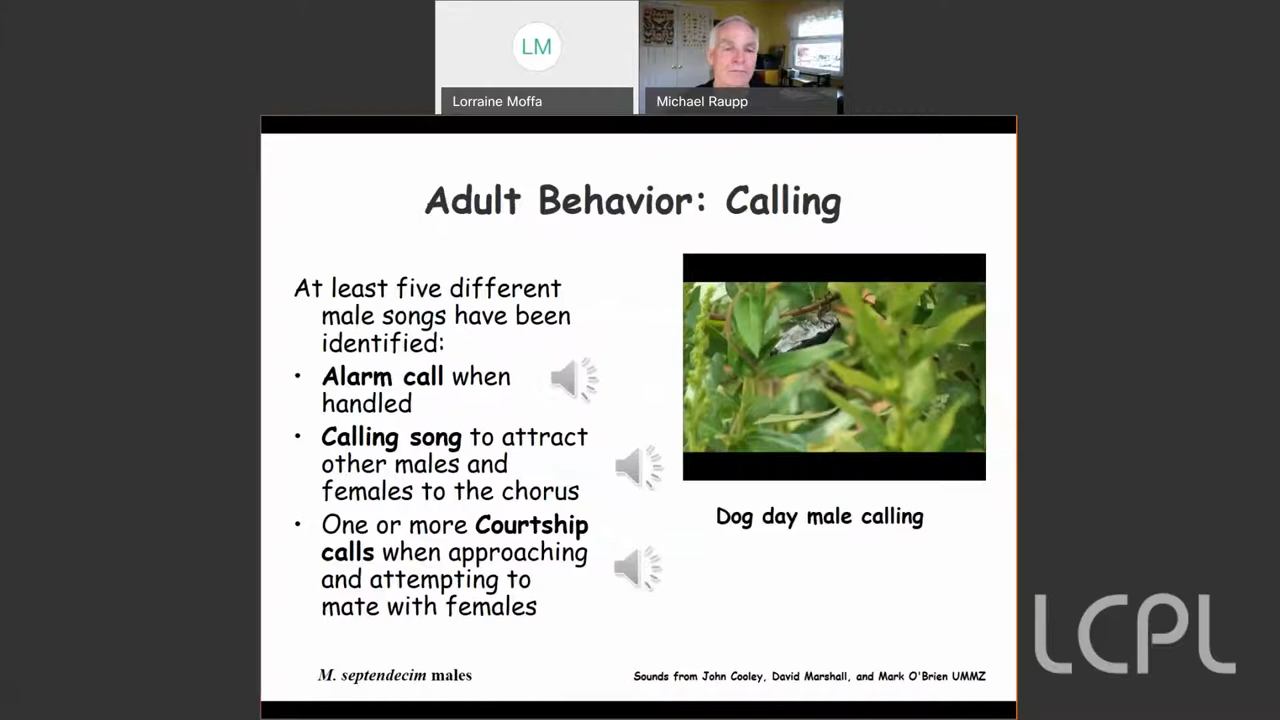 LM
Lorraine Moffa
Michael Raupp
Adult Behavior: Calling
At least five different
male songs have been
identified:
• Alarm call when
handled
• Calling song to attract
other males and
females to the chorus
• One or more Courtship
calls when approaching
and attempting to
mate with females
Dog day male calling
M. septendecim males
Sounds from John Cooley, David Marshall, and Mark O'Brien UMMZ
LCPL